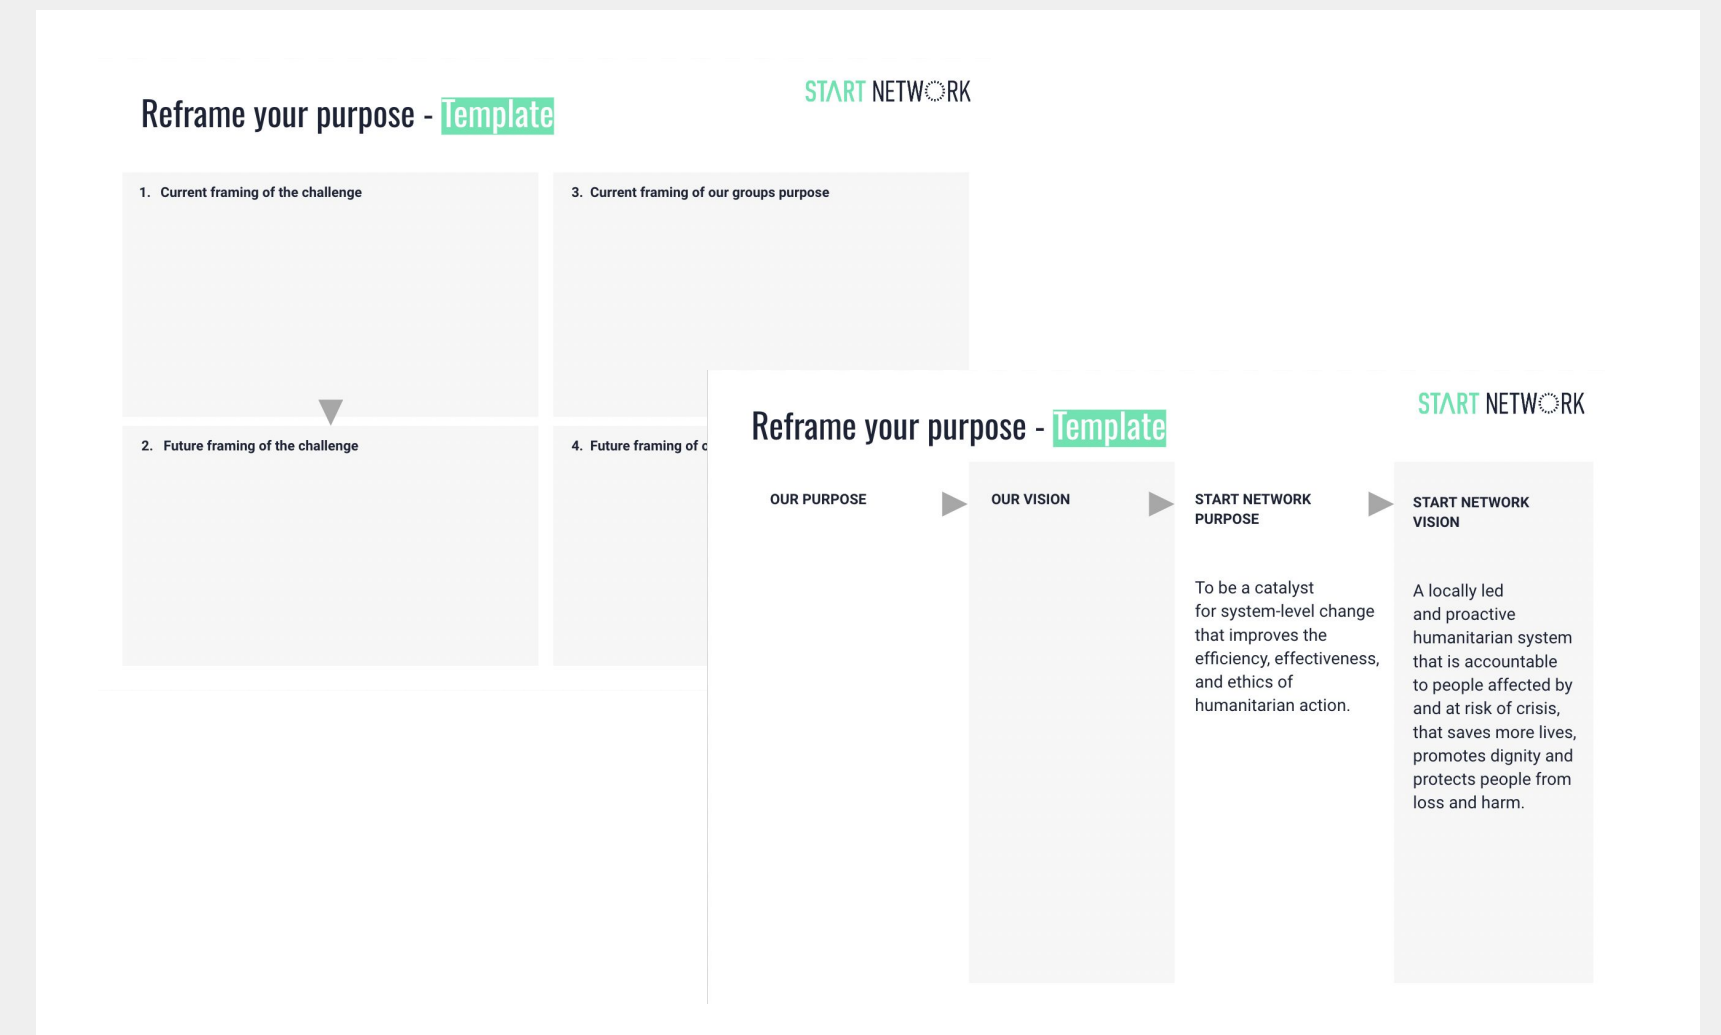 START NETWORK
Reframe your purpose - Template
1. Current framing of the challenge
3. Current framing of our groups purpose
2. Future framing of the challenge
4. Future framing of
START NETWORK
Reframe your purpose - Template
OUR PURPOSE
OUR VISION
START NETWORK
PURPOSE
To be a catalyst
for system-level change
that improves the
efficiency, effectiveness,
and ethics of
humanitarian action.
START NETWORK
VISION
A locally led
and proactive
humanitarian system
that is accountable
to people affected by
and at risk of crisis,
that saves more lives,
promotes dignity and
protects people from
loss and harm.